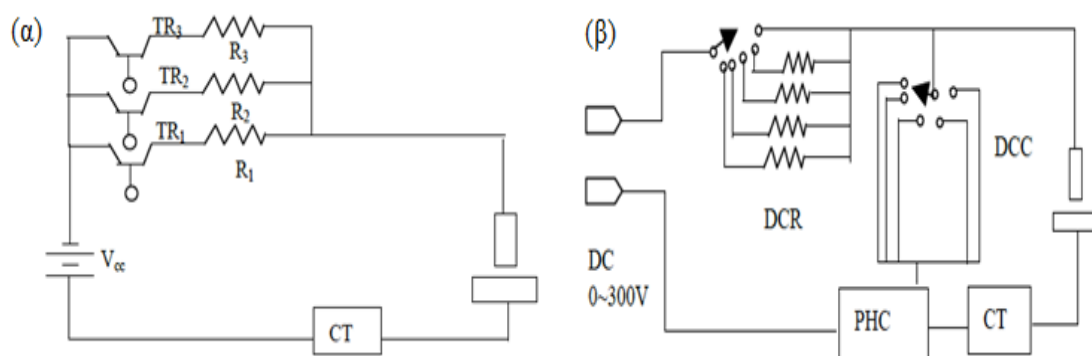 (α)
TR3
R3
TR2
R2
TR1
R1
Vcc
CT
(β)
DCC
DCR
DC
0~300V
PHC
CT